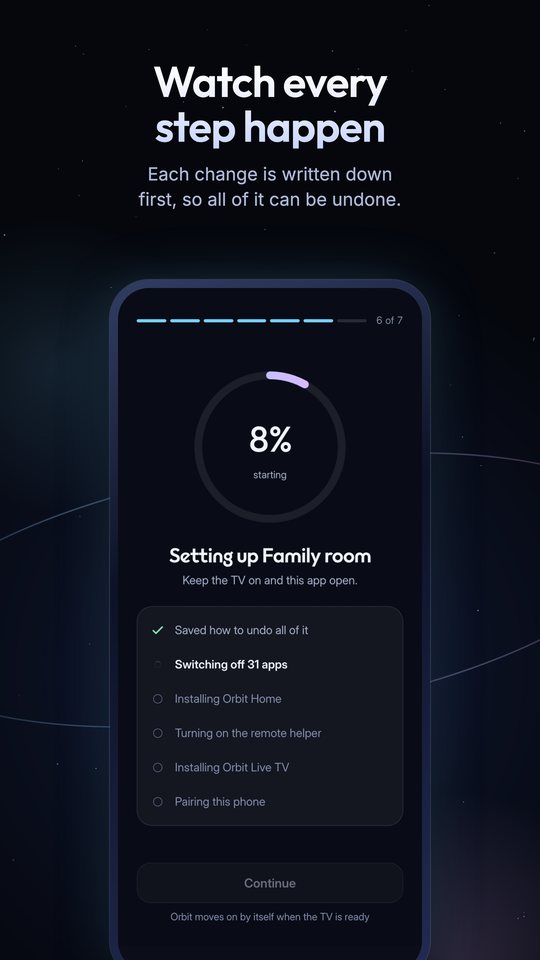 Watch every
step happen
Each change is written down
first, so all of it can be undone.
6 of 7
8%
starting
Setting up Family room
Keep the TV on and this app open.
Saved how to undo all of it
Switching off 31 apps
Installing Orbit Home
Turning on the remote helper
Installing Orbit Live TV
Pairing this phone
Continue
Orbit moves on by itself when the TV is ready